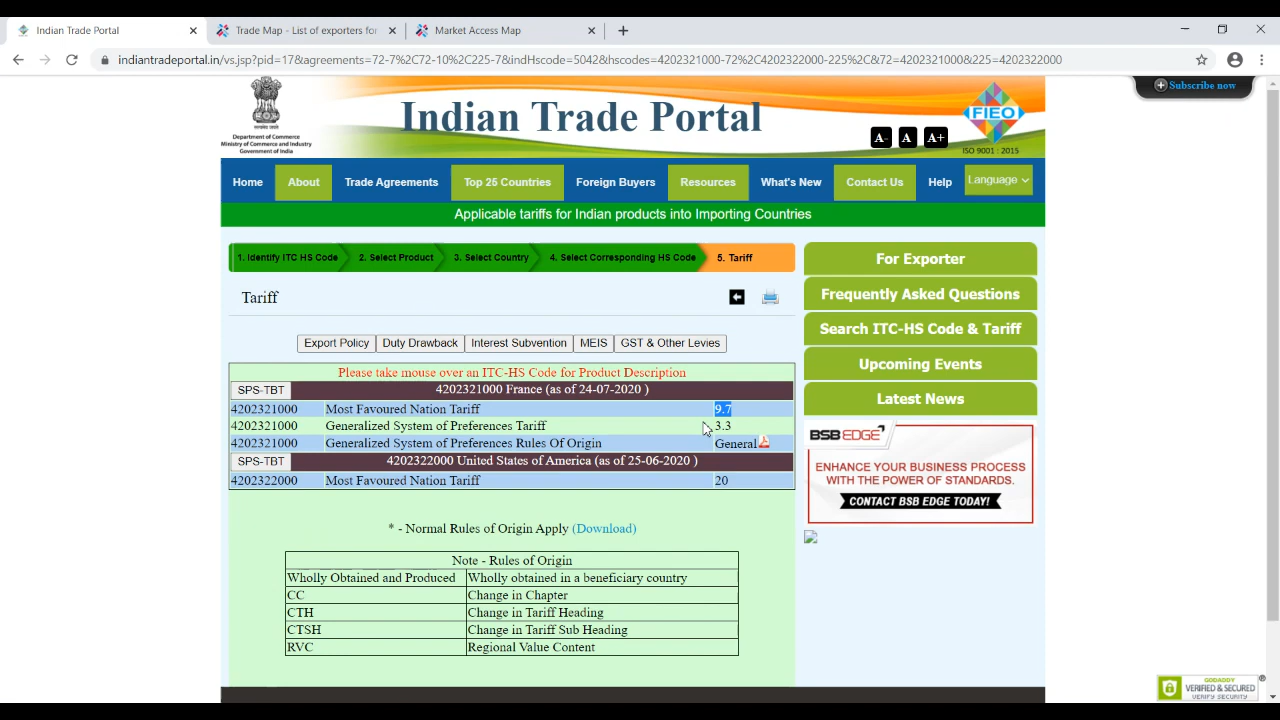 Indian Trade Portal
Trade Map - List of exporters for
Market Access Map
indiantradeportal.in/vs.jsp?pid=17&agreements=72-7%2C72-10%2C225-7&indHscode=5042&hscodes=4202321000-72%2C4202322000-225%2C&72=4202321000&225=4202322000
Subscribe now
Department of Commerce
Ministry of Commerce and Industry
Government of India
Indian Trade Portal
A- A A+
FIEO
ISO 9001 : 2015
Home About Trade Agreements Top 25 Countries Foreign Buyers Resources What's New Contact Us Help Language
Applicable tariffs for Indian products into Importing Countries
1. Identify ITC HS Code 2. Select Product 3. Select Country 4. Select Corresponding HS Code 5. Tariff
Tariff
Export Policy Duty Drawback Interest Subvention MEIS GST & Other Levies
Please take mouse over an ITC-HS Code for Product Description
SPS-TBT 4202321000 France (as of 24-07-2020 )
4202321000 Most Favoured Nation Tariff 9.7
4202321000 Generalized System of Preferences Tariff 3.3
4202321000 Generalized System of Preferences Rules Of Origin General
SPS-TBT 4202322000 United States of America (as of 25-06-2020 )
4202322000 Most Favoured Nation Tariff 20
* - Normal Rules of Origin Apply (Download)
Note - Rules of Origin
Wholly Obtained and Produced Wholly obtained in a beneficiary country
CC Change in Chapter
CTH Change in Tariff Heading
CTSH Change in Tariff Sub Heading
RVC Regional Value Content
For Exporter
Frequently Asked Questions
Search ITC-HS Code & Tariff
Upcoming Events
Latest News
BSB EDGE
ENHANCE YOUR BUSINESS PROCESS
WITH THE POWER OF STANDARDS.
CONTACT BSB EDGE TODAY!
GODADDY
VERIFIED & SECURED
VERIFY SECURITY